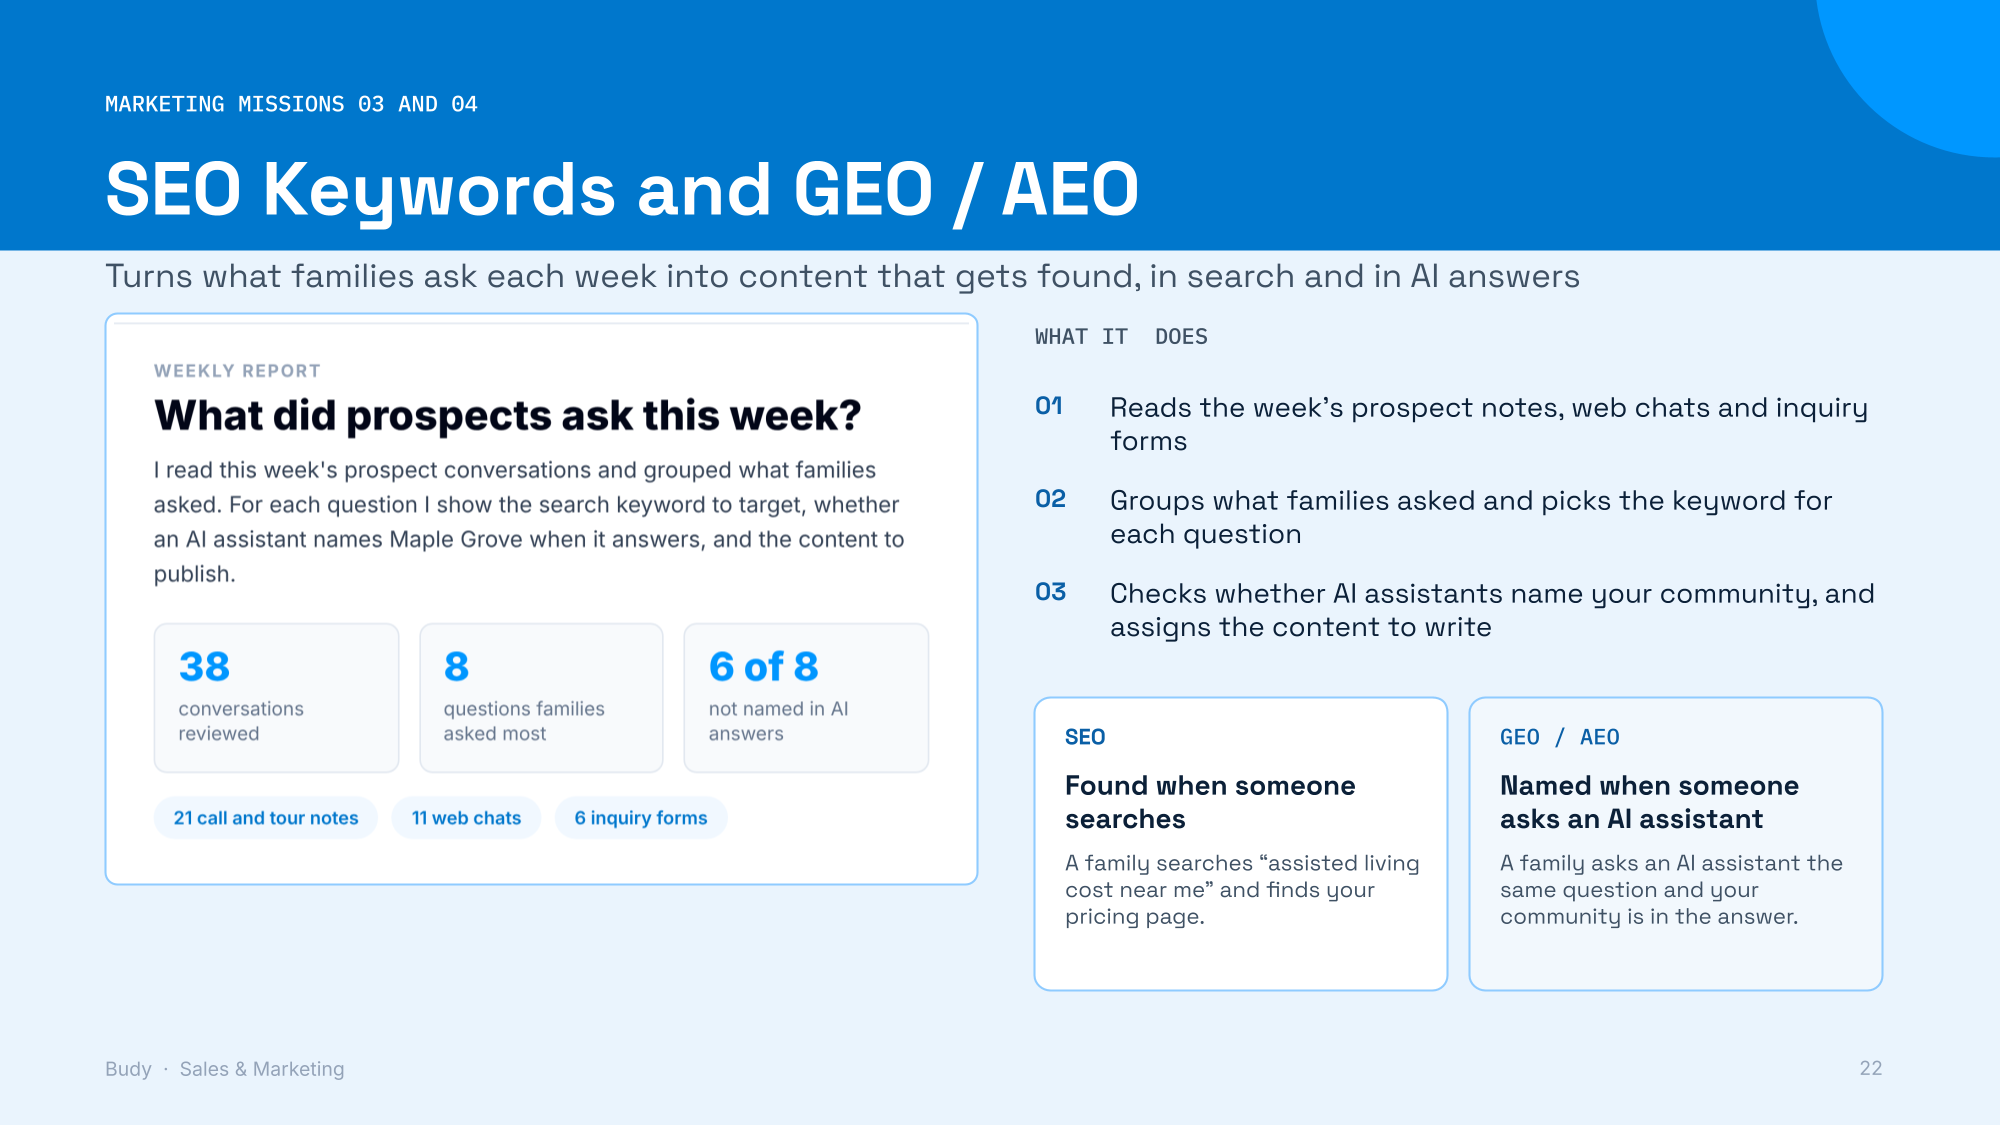 MARKETING MISSIONS 03 AND 04
SEO Keywords and GEO / AEO
Turns what families ask each week into content that gets found, in search and in AI answers
WEEKLY REPORT
What did prospects ask this week?
I read this week's prospect conversations and grouped what families
asked. For each question I show the search keyword to target, whether
an AI assistant names Maple Grove when it answers, and the content to
publish.
38
conversations
reviewed
8
questions families
asked most
6 of 8
not named in AI
answers
21 call and tour notes
11 web chats
6 inquiry forms
WHAT IT  DOES
01
Reads the week’s prospect notes, web chats and inquiry
forms
02
Groups what families asked and picks the keyword for
each question
03
Checks whether AI assistants name your community, and
assigns the content to write
SEO
Found when someone
searches
A family searches “assisted living
cost near me” and finds your
pricing page.
GEO / AEO
Named when someone
asks an AI assistant
A family asks an AI assistant the
same question and your
community is in the answer.
Budy · Sales & Marketing
22